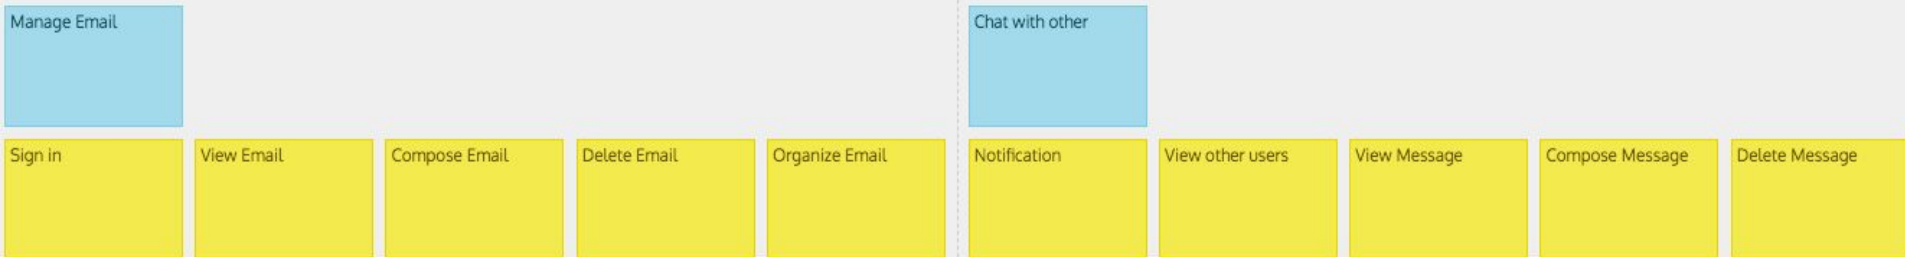 Manage Email
Chat with other
Sign in
View Email
Compose Email
Delete Email
Organize Email
Notification
View other users
View Message
Compose Message
Delete Message